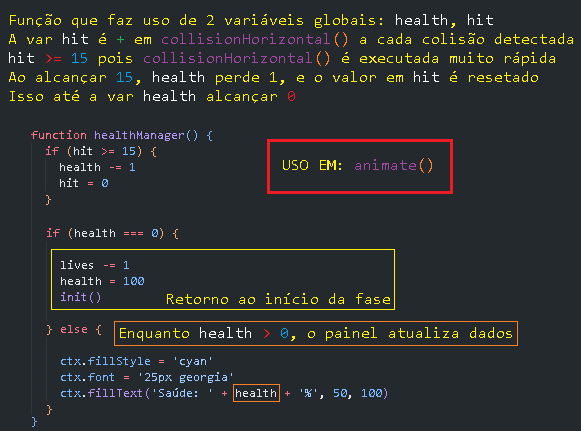 Função que faz uso de 2 variáveis globais: health, hit
A var hit é + em collisionHorizontal() a cada colisão detectada
hit >= 15 pois collisionHorizontal() é executada muito rápida
Ao alcançar 15, health perde 1, e o valor em hit é resetado
Isso até a var health alcançar 0
function healthManager() {
if (hit >= 15) {
health -= 1
hit = 0
}
USO EM: animate()
if (health === 0) {
lives -= 1
health = 100
init()
Retorno ao início da fase
} else {
Enquanto health > 0, o painel atualiza dados
ctx.fillStyle = 'cyan'
ctx.font = '25px georgia'
ctx.fillText('Saúde: ' + health + '%', 50, 100)
}
}